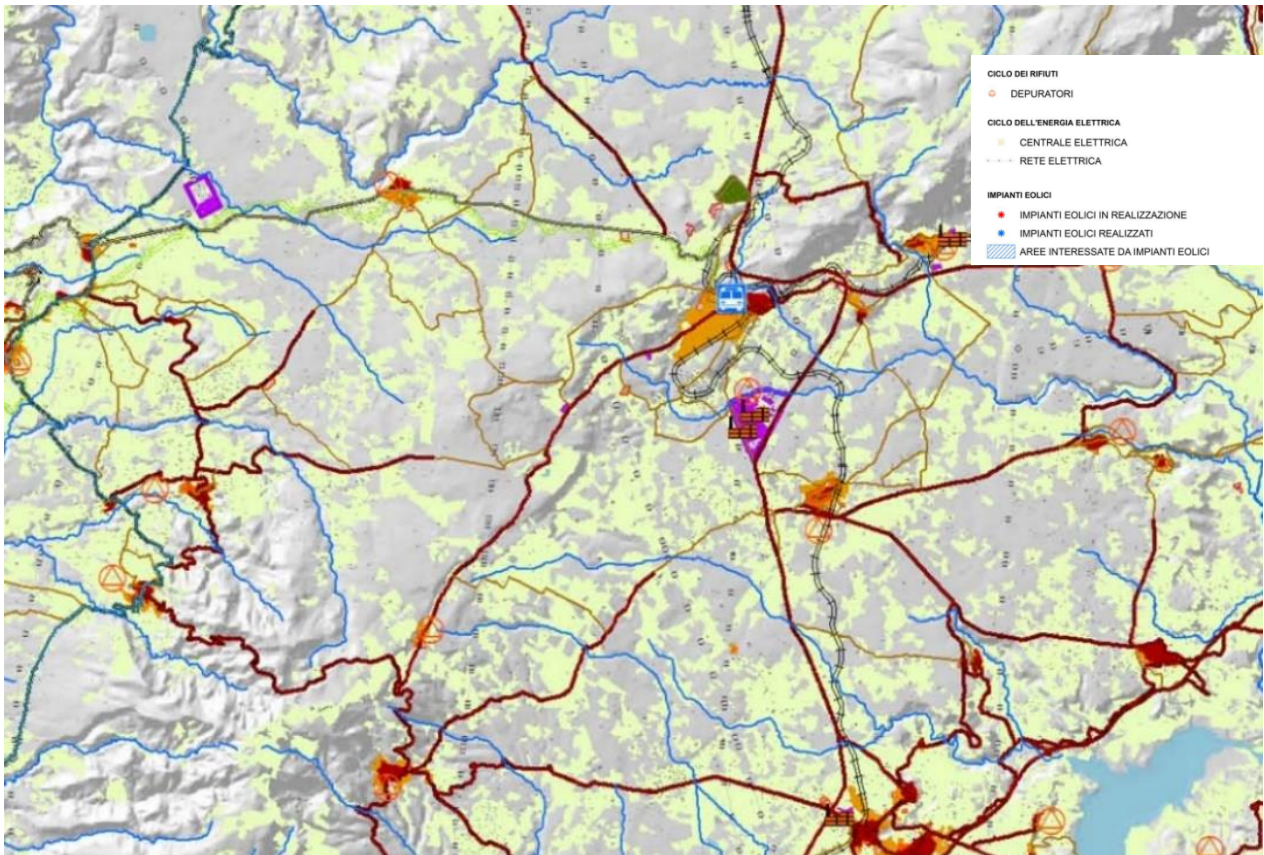 CICLO DEI RIFIUTI
DEPURATORI
CICLO DELL'ENERGIA ELETTRICA
CENTRALE ELETTRICA
RETE ELETTRICA
IMPIANTI EOLICI
IMPIANTI EOLICI IN REALIZZAZIONE
IMPIANTI EOLICI REALIZZATI
AREE INTERESSATE DA IMPIANTI EOLICI